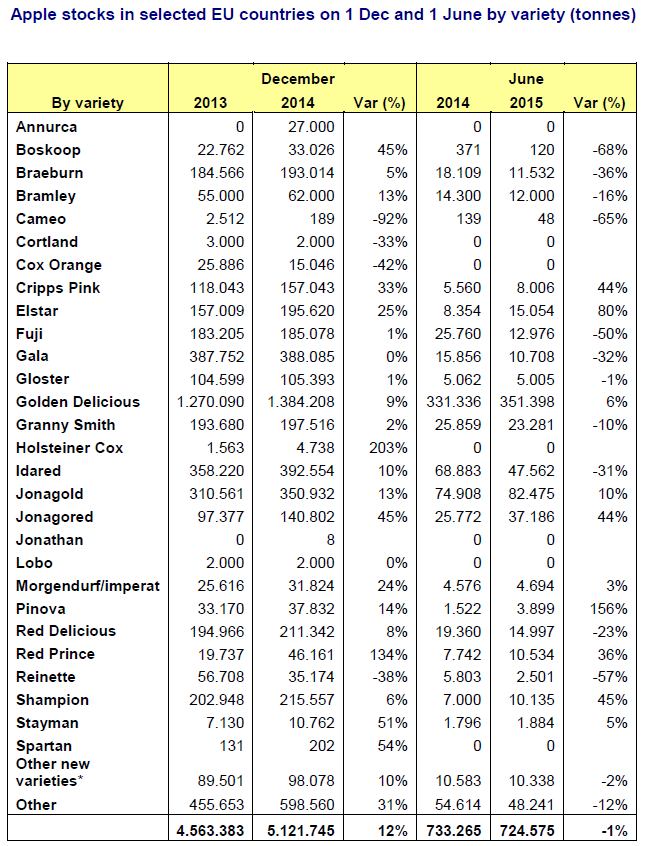 Apple stocks in selected EU countries on 1 Dec and 1 June by variety (tonnes)
December June
By variety 2013 2014 Var (%) 2014 2015 Var (%)
Annurca 0 27.000 0 0
Boskoop 22.762 33.026 45% 371 120 -68%
Braeburn 184.566 193.014 5% 18.109 11.532 -36%
Bramley 55.000 62.000 13% 14.300 12.000 -16%
Cameo 2.512 189 -92% 139 48 -65%
Cortland 3.000 2.000 -33% 0 0
Cox Orange 25.886 15.046 -42% 0 0
Cripps Pink 118.043 157.043 33% 5.560 8.006 44%
Elstar 157.009 195.620 25% 8.354 15.054 80%
Fuji 183.205 185.078 1% 25.760 12.976 -50%
Gala 387.752 388.085 0% 15.856 10.708 -32%
Gloster 104.599 105.393 1% 5.062 5.005 -1%
Golden Delicious 1.270.090 1.384.208 9% 331.336 351.398 6%
Granny Smith 193.680 197.516 2% 25.859 23.281 -10%
Holsteiner Cox 1.563 4.738 203% 0 0
Idared 358.220 392.554 10% 68.883 47.562 -31%
Jonagold 310.561 350.932 13% 74.908 82.475 10%
Jonagored 97.377 140.802 45% 25.772 37.186 44%
Jonathan 0 8 0 0
Lobo 2.000 2.000 0% 0 0
Morgendurf/imperat 25.616 31.824 24% 4.576 4.694 3%
Pinova 33.170 37.832 14% 1.522 3.899 156%
Red Delicious 194.966 211.342 8% 19.360 14.997 -23%
Red Prince 19.737 46.161 134% 7.742 10.534 36%
Reinette 56.708 35.174 -38% 5.803 2.501 -57%
Shampion 202.948 215.557 6% 7.000 10.135 45%
Stayman 7.130 10.762 51% 1.796 1.884 5%
Spartan 131 202 54% 0 0
Other new
varieties* 89.501 98.078 10% 10.583 10.338 -2%
Other 455.653 598.560 31% 54.614 48.241 -12%
4.563.383 5.121.745 12% 733.265 724.575 -1%